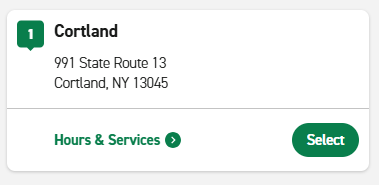 1
Cortland
991 State Route 13
Cortland, NY 13045
Hours & Services
Select